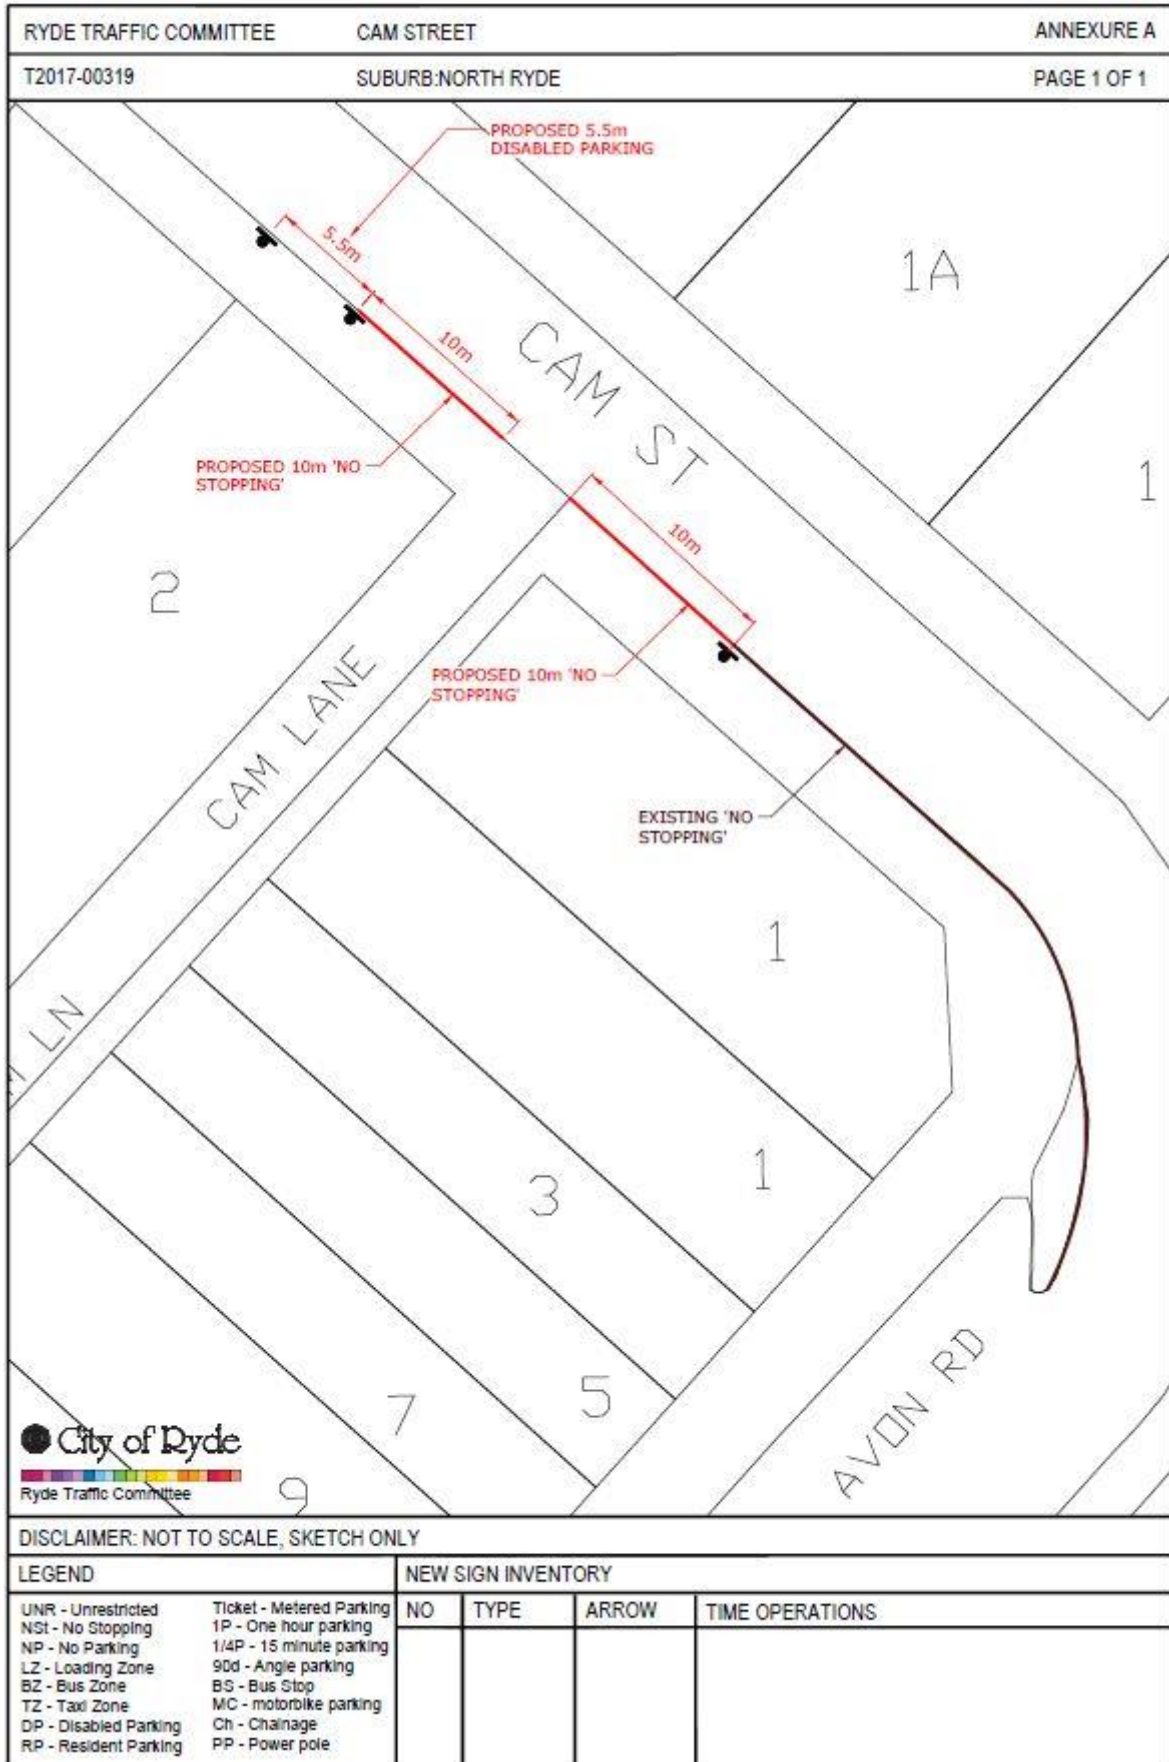 RYDE TRAFFIC COMMITTEE CAM STREET ANNEXURE A
T2017-00319 SUBURB:NORTH RYDE PAGE 1 OF 1
PROPOSED 5.5m
DISABLED PARKING
5.5m
1A
10m
CAM ST
PROPOSED 10m 'NO
STOPPING'
1
10m
2
PROPOSED 10m 'NO
STOPPING'
CAM LANE
EXISTING 'NO
STOPPING'
1
LN
3
1
AVON RD
5
7
City of Ryde
Ryde Traffic Committee
9
DISCLAIMER: NOT TO SCALE, SKETCH ONLY
LEGEND
UNR - Unrestricted
NSt - No Stopping
NP - No Parking
LZ - Loading Zone
BZ - Bus Zone
TZ - Taxi Zone
DP - Disabled Parking
RP - Resident Parking
Ticket - Metered Parking
1P - One hour parking
1/4P - 15 minute parking
90d - Angle parking
BS - Bus Stop
MC - motorbike parking
Ch - Chainage
PP - Power pole
NEW SIGN INVENTORY
NO TYPE ARROW TIME OPERATIONS